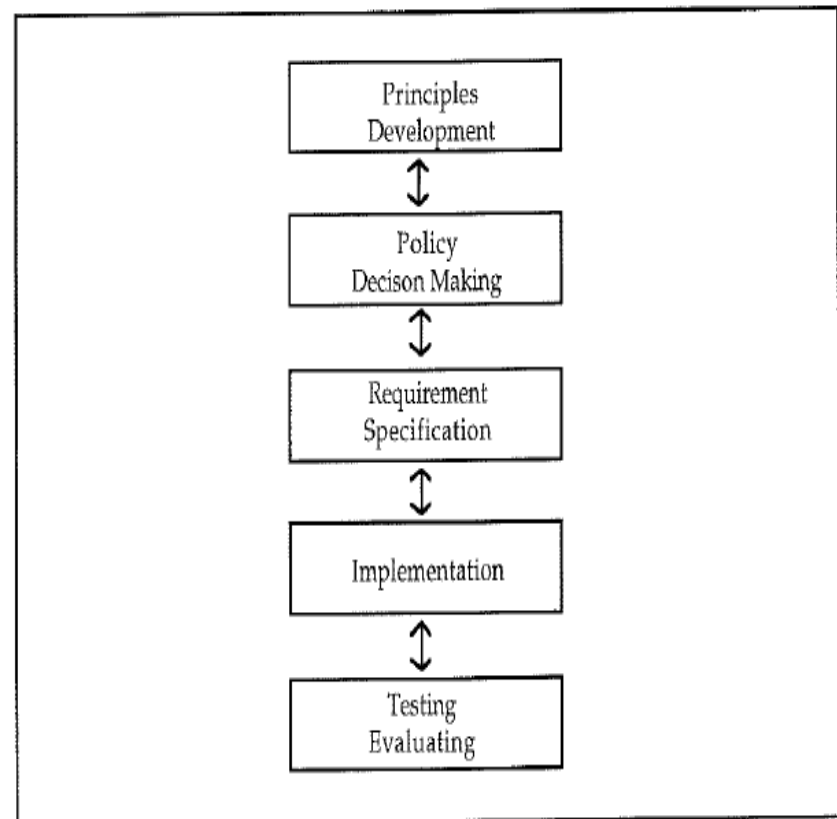 Principles
Development
Policy
Decison Making
Requirement
Specification
Implementation
Testing
Evaluating